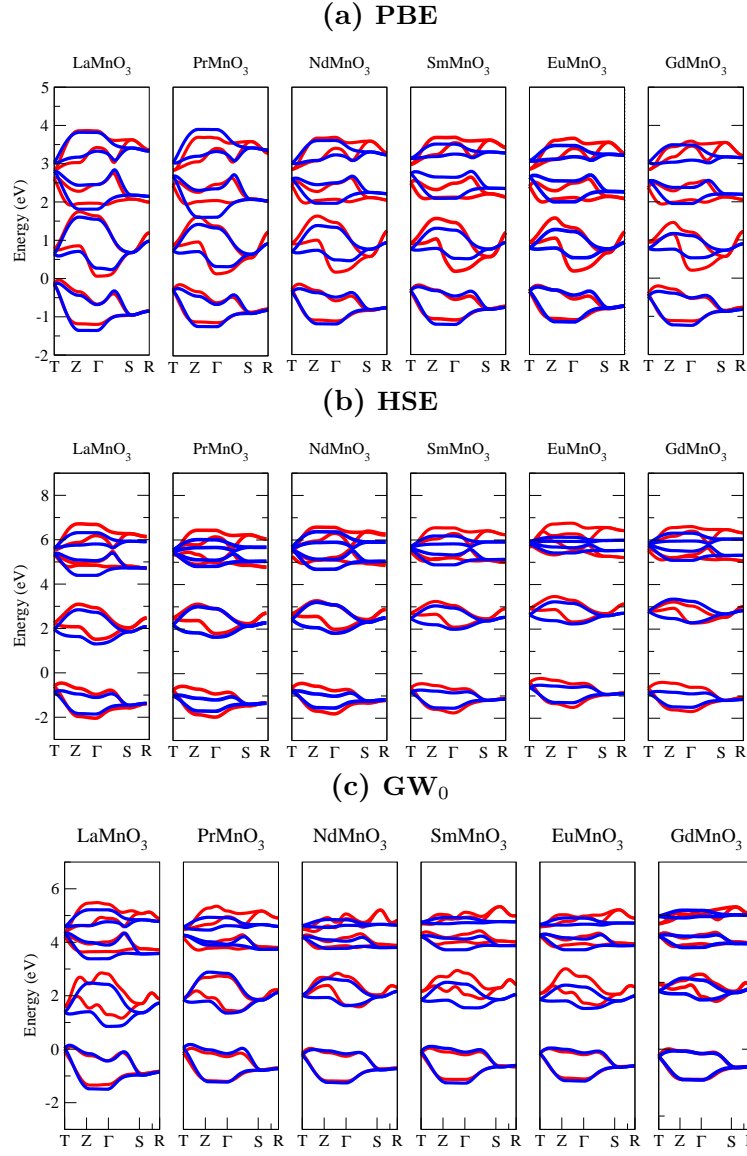 (a) PBE
LaMnO3 PrMnO3 NdMnO3 SmMnO3 EuMnO3 GdMnO3
5
4
3
2
1
0
-1
-2
Energy (eV)
T Z Γ S R T Z Γ S R T Z Γ S R T Z Γ S R T Z Γ S R T Z Γ S R
(b) HSE
LaMnO3 PrMnO3 NdMnO3 SmMnO3 EuMnO3 GdMnO3
8
6
4
2
0
-2
Energy (eV)
T Z Γ S R T Z Γ S R T Z Γ S R T Z Γ S R T Z Γ S R T Z Γ S R
(c) GW0
LaMnO3 PrMnO3 NdMnO3 SmMnO3 EuMnO3 GdMnO3
6
4
2
0
-2
Energy (eV)
T Z Γ S R T Z Γ S R T Z Γ S R T Z Γ S R T Z Γ S R T Z Γ S